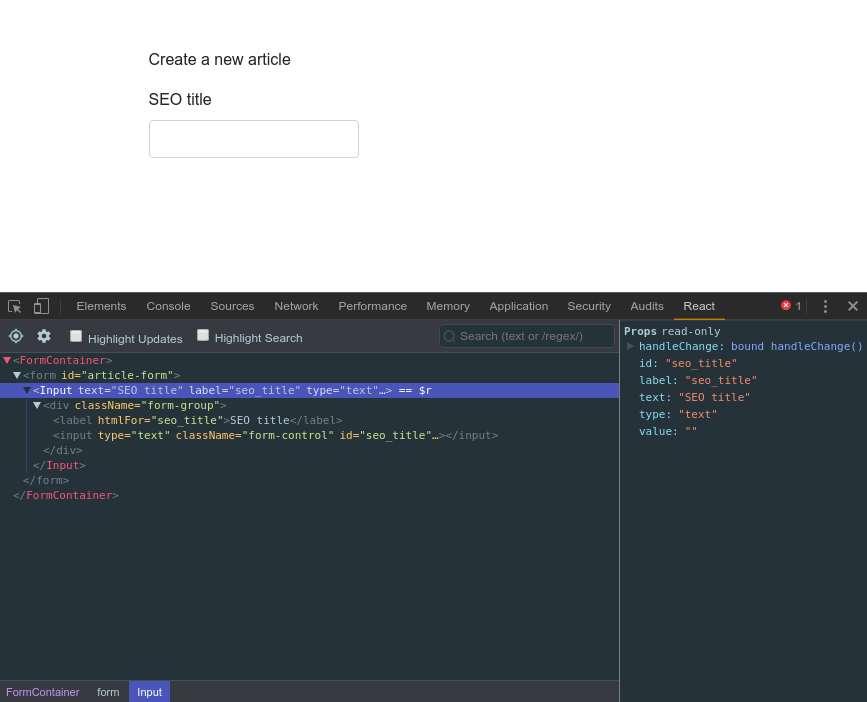 Create a new article
SEO title
Elements Console Sources Network Performance Memory Application Security Audits React 1
Highlight Updates Highlight Search Search (text or /regex/)
<FormContainer>
<form id="article-form">
<Input text="SEO title" label="seo_title" type="text"…> == $r
<div className="form-group">
<label htmlFor="seo_title">SEO title</label>
<input type="text" className="form-control" id="seo_title"…></input>
</div>
</Input>
</form>
</FormContainer>
Props read-only
handleChange: bound handleChange()
id: "seo_title"
label: "seo_title"
text: "SEO title"
type: "text"
value: ""
FormContainer form Input